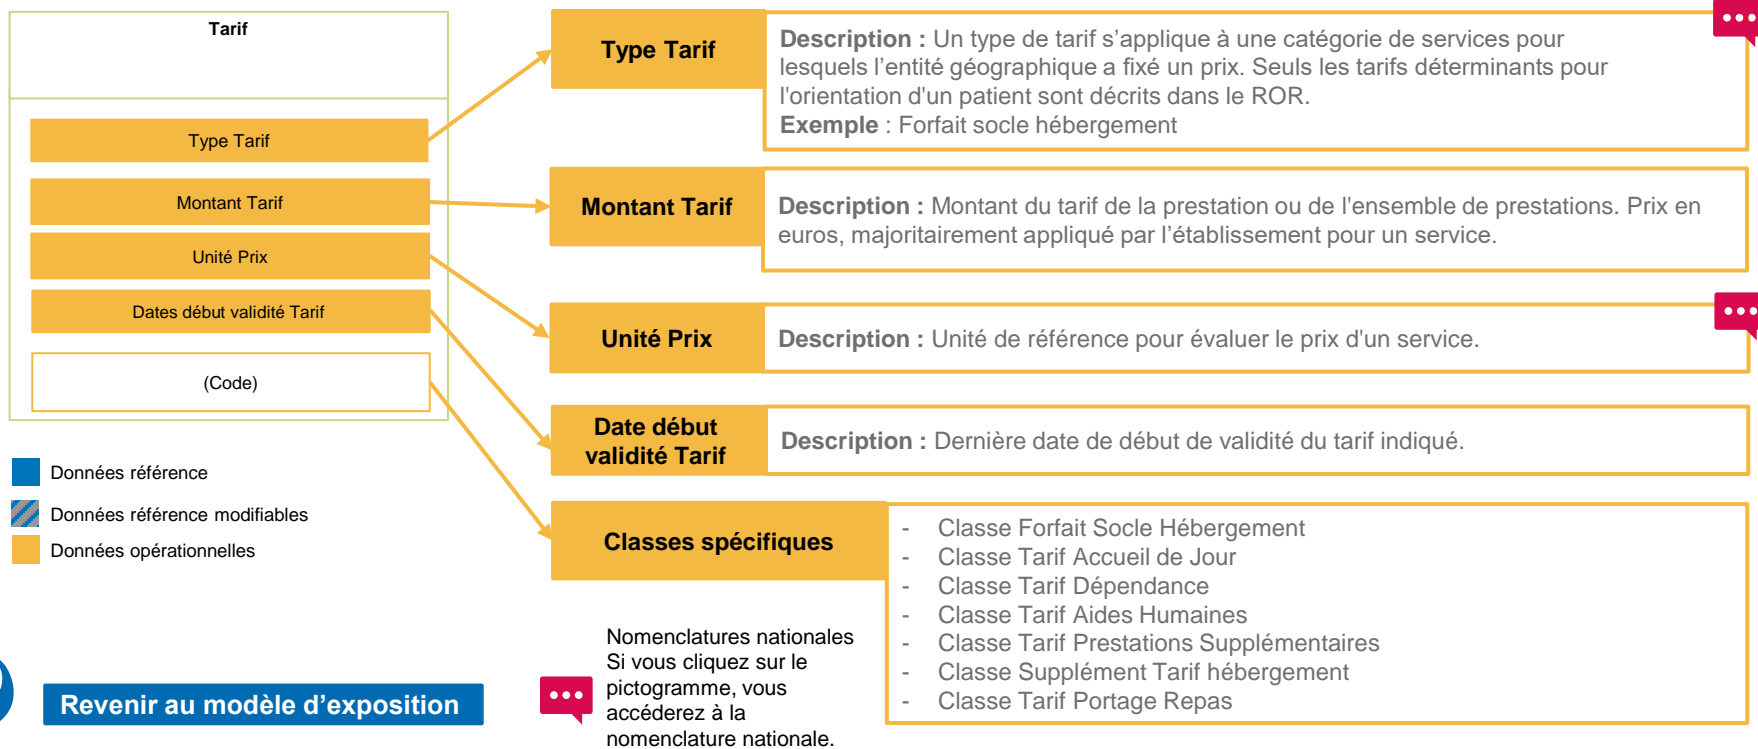 Tarif
Type Tarif
Montant Tarif
Unité Prix
Dates début validité Tarif
(Code)
Données référence
Données référence modifiables
Données opérationnelles
Revenir au modèle d’exposition
Type Tarif
Description : Un type de tarif s’applique à une catégorie de services pour
lesquels l’entité géographique a fixé un prix. Seuls les tarifs déterminants pour
l'orientation d'un patient sont décrits dans le ROR.
Exemple : Forfait socle hébergement
Montant Tarif
Description : Montant du tarif de la prestation ou de l'ensemble de prestations. Prix en
euros, majoritairement appliqué par l’établissement pour un service.
Unité Prix
Description : Unité de référence pour évaluer le prix d'un service.
Date début
validité Tarif
Description : Dernière date de début de validité du tarif indiqué.
Classes spécifiques
- Classe Forfait Socle Hébergement
- Classe Tarif Accueil de Jour
- Classe Tarif Dépendance
- Classe Tarif Aides Humaines
- Classe Tarif Prestations Supplémentaires
- Classe Supplément Tarif hébergement
- Classe Tarif Portage Repas
Nomenclatures nationales
Si vous cliquez sur le
pictogramme, vous
accéderez à la
nomenclature nationale.